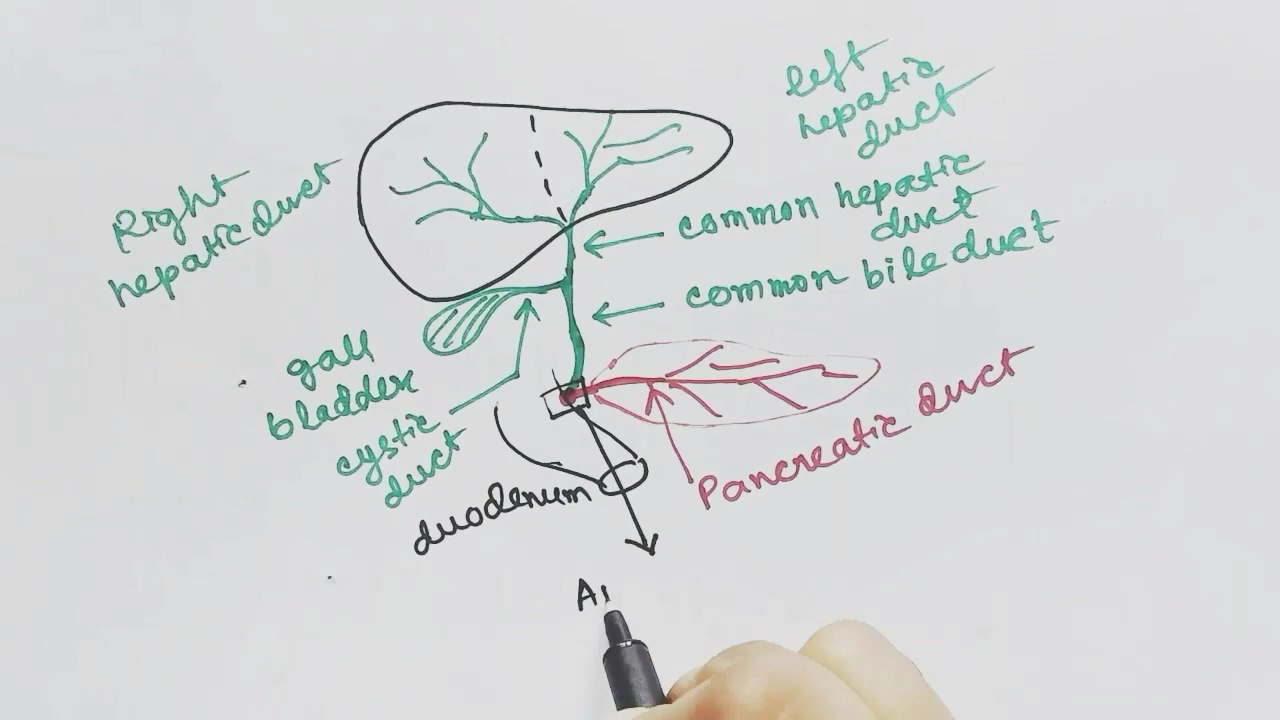 left
hepatic
duct
Right
hepatic duct
common hepatic
duct
common bile duct
gall
bladder
cystic
duct
Pancreatic duct
duodenum
A